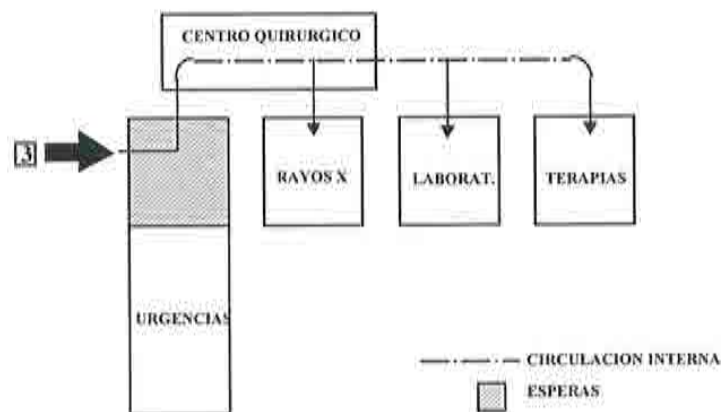 CENTRO QUIRURGICO
3
RAYOS X
LABORAT.
TERAPIAS
URGENCIAS
CIRCULACION INTERNA
ESPERAS